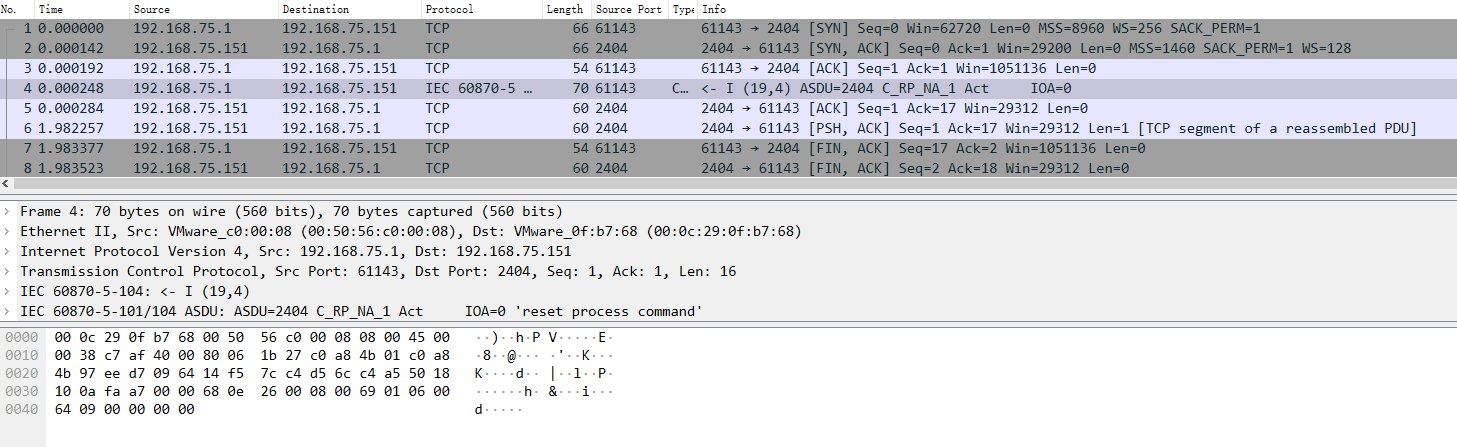 No. Time Source Destination Protocol Length Source Port Type Info
1 0.000000 192.168.75.1 192.168.75.151 TCP 66 61143 61143 → 2404 [SYN] Seq=0 Win=62720 Len=0 MSS=8960 WS=256 SACK_PERM=1
2 0.000142 192.168.75.151 192.168.75.1 TCP 66 2404 2404 → 61143 [SYN, ACK] Seq=0 Ack=1 Win=29200 Len=0 MSS=1460 SACK_PERM=1 WS=128
3 0.000192 192.168.75.1 192.168.75.151 TCP 54 61143 61143 → 2404 [ACK] Seq=1 Ack=1 Win=1051136 Len=0
4 0.000248 192.168.75.1 192.168.75.151 IEC 60870-5 … 70 61143 C… <- I (19,4) ASDU=2404 C_RP_NA_1 Act IOA=0
5 0.000284 192.168.75.151 192.168.75.1 TCP 60 2404 2404 → 61143 [ACK] Seq=1 Ack=17 Win=29312 Len=0
6 1.982257 192.168.75.151 192.168.75.1 TCP 60 2404 2404 → 61143 [PSH, ACK] Seq=1 Ack=17 Win=29312 Len=1 [TCP segment of a reassembled PDU]
7 1.983377 192.168.75.1 192.168.75.151 TCP 54 61143 61143 → 2404 [FIN, ACK] Seq=17 Ack=2 Win=1051136 Len=0
8 1.983523 192.168.75.151 192.168.75.1 TCP 60 2404 2404 → 61143 [FIN, ACK] Seq=2 Ack=18 Win=29312 Len=0
Frame 4: 70 bytes on wire (560 bits), 70 bytes captured (560 bits)
Ethernet II, Src: VMware_c0:00:08 (00:50:56:c0:00:08), Dst: VMware_0f:b7:68 (00:0c:29:0f:b7:68)
Internet Protocol Version 4, Src: 192.168.75.1, Dst: 192.168.75.151
Transmission Control Protocol, Src Port: 61143, Dst Port: 2404, Seq: 1, Ack: 1, Len: 16
IEC 60870-5-104: <- I (19,4)
IEC 60870-5-101/104 ASDU: ASDU=2404 C_RP_NA_1 Act IOA=0 'reset process command'
0000 00 0c 29 0f b7 68 00 50 56 c0 00 08 08 00 45 00 ··)··h·P V·····E·
0010 00 38 c7 af 40 00 80 06 1b 27 c0 a8 4b 01 c0 a8 ·8··@··· ·'··K···
0020 4b 97 ee d7 09 64 14 f5 7c c4 d5 6c c4 a5 50 18 K····d·· |··l··P·
0030 10 0a fa a7 00 00 68 0e 26 00 08 00 69 01 06 00 ······h· &···i···
0040 64 09 00 00 00 00 d·····